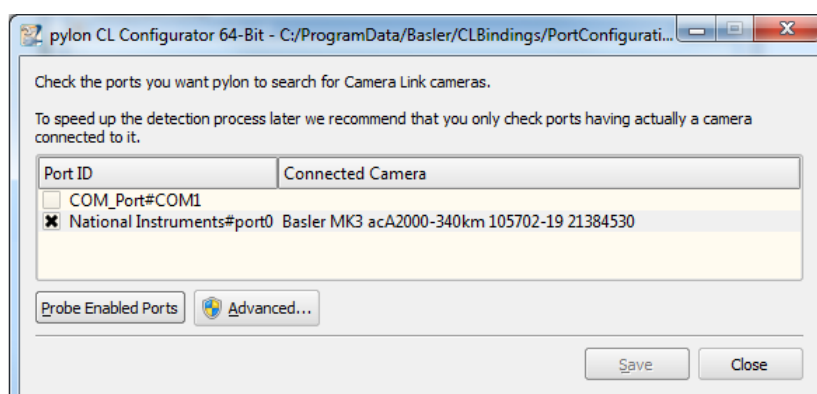 pylon CL Configurator 64-Bit - C:/ProgramData/Basler/CLBindings/PortConfigurati...
Check the ports you want pylon to search for Camera Link cameras.
To speed up the detection process later we recommend that you only check ports having actually a camera
connected to it.
Port ID Connected Camera
COM_Port#COM1
National Instruments#port0 Basler MK3 acA2000-340km 105702-19 21384530
Probe Enabled Ports Advanced...
Save Close